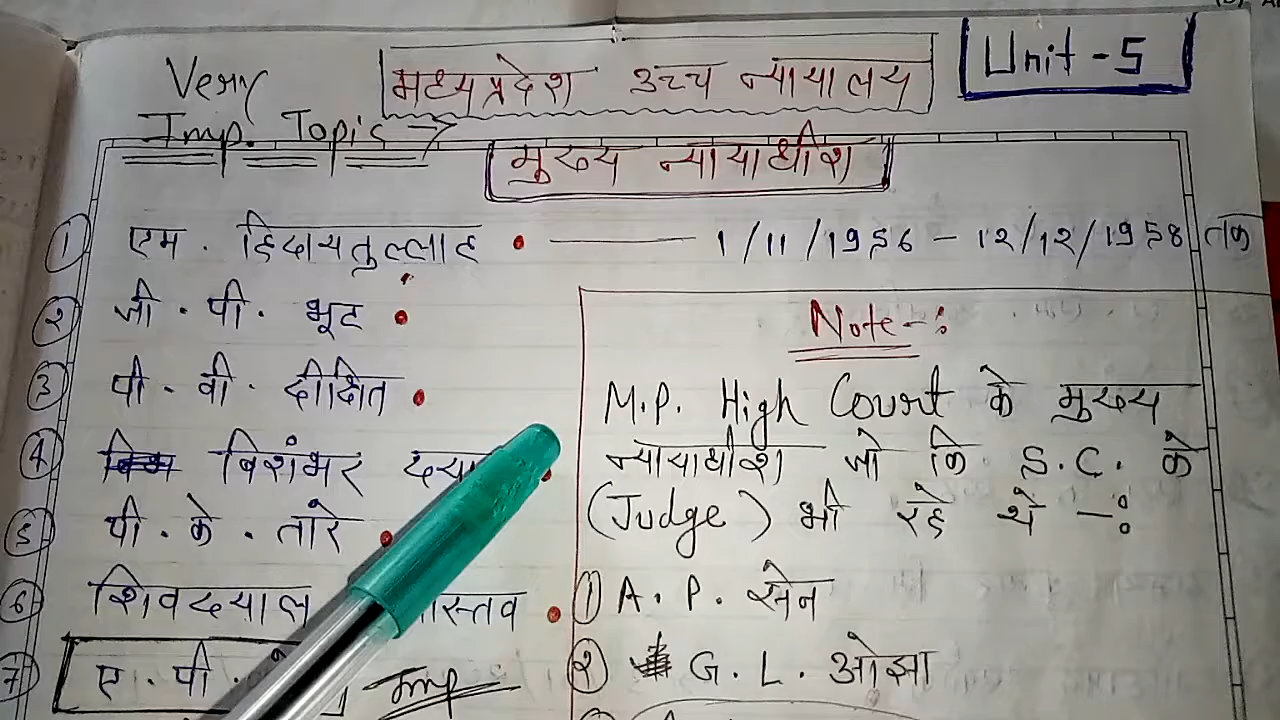 Very
Imp. Topic →
मध्यप्रदेश उच्च न्यायालय
Unit - 5
मुख्य न्यायाधीश
① एम . हिदायतुल्लाह • —— 1/11/1956 - 12/12/1958 तक
② जी . पी . भूट •
③ पी . वी . दीक्षित •
④ बिशंभर
⑤ पी . के . तारे •
⑥ शिवदयाल
⑦ ए . पी . Imp
Note -:
M.P. High Court के मुख्य
न्यायाधीश जो कि S.C. के
(Judge) भी रहे थे -:
① A . P . सेन
② G . L . ओझा